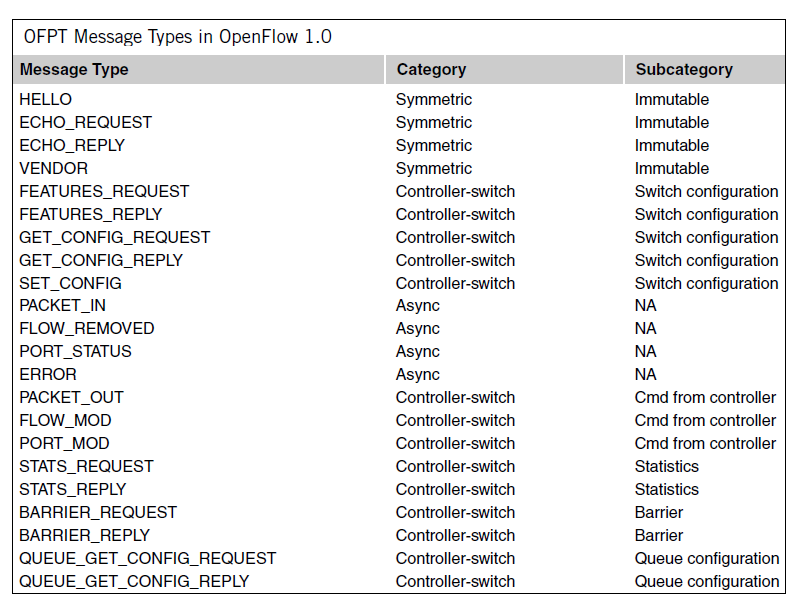 OFPT Message Types in OpenFlow 1.0
Message Type Category Subcategory
HELLO Symmetric Immutable
ECHO_REQUEST Symmetric Immutable
ECHO_REPLY Symmetric Immutable
VENDOR Symmetric Immutable
FEATURES_REQUEST Controller-switch Switch configuration
FEATURES_REPLY Controller-switch Switch configuration
GET_CONFIG_REQUEST Controller-switch Switch configuration
GET_CONFIG_REPLY Controller-switch Switch configuration
SET_CONFIG Controller-switch Switch configuration
PACKET_IN Async NA
FLOW_REMOVED Async NA
PORT_STATUS Async NA
ERROR Async NA
PACKET_OUT Controller-switch Cmd from controller
FLOW_MOD Controller-switch Cmd from controller
PORT_MOD Controller-switch Cmd from controller
STATS_REQUEST Controller-switch Statistics
STATS_REPLY Controller-switch Statistics
BARRIER_REQUEST Controller-switch Barrier
BARRIER_REPLY Controller-switch Barrier
QUEUE_GET_CONFIG_REQUEST Controller-switch Queue configuration
QUEUE_GET_CONFIG_REPLY Controller-switch Queue configuration